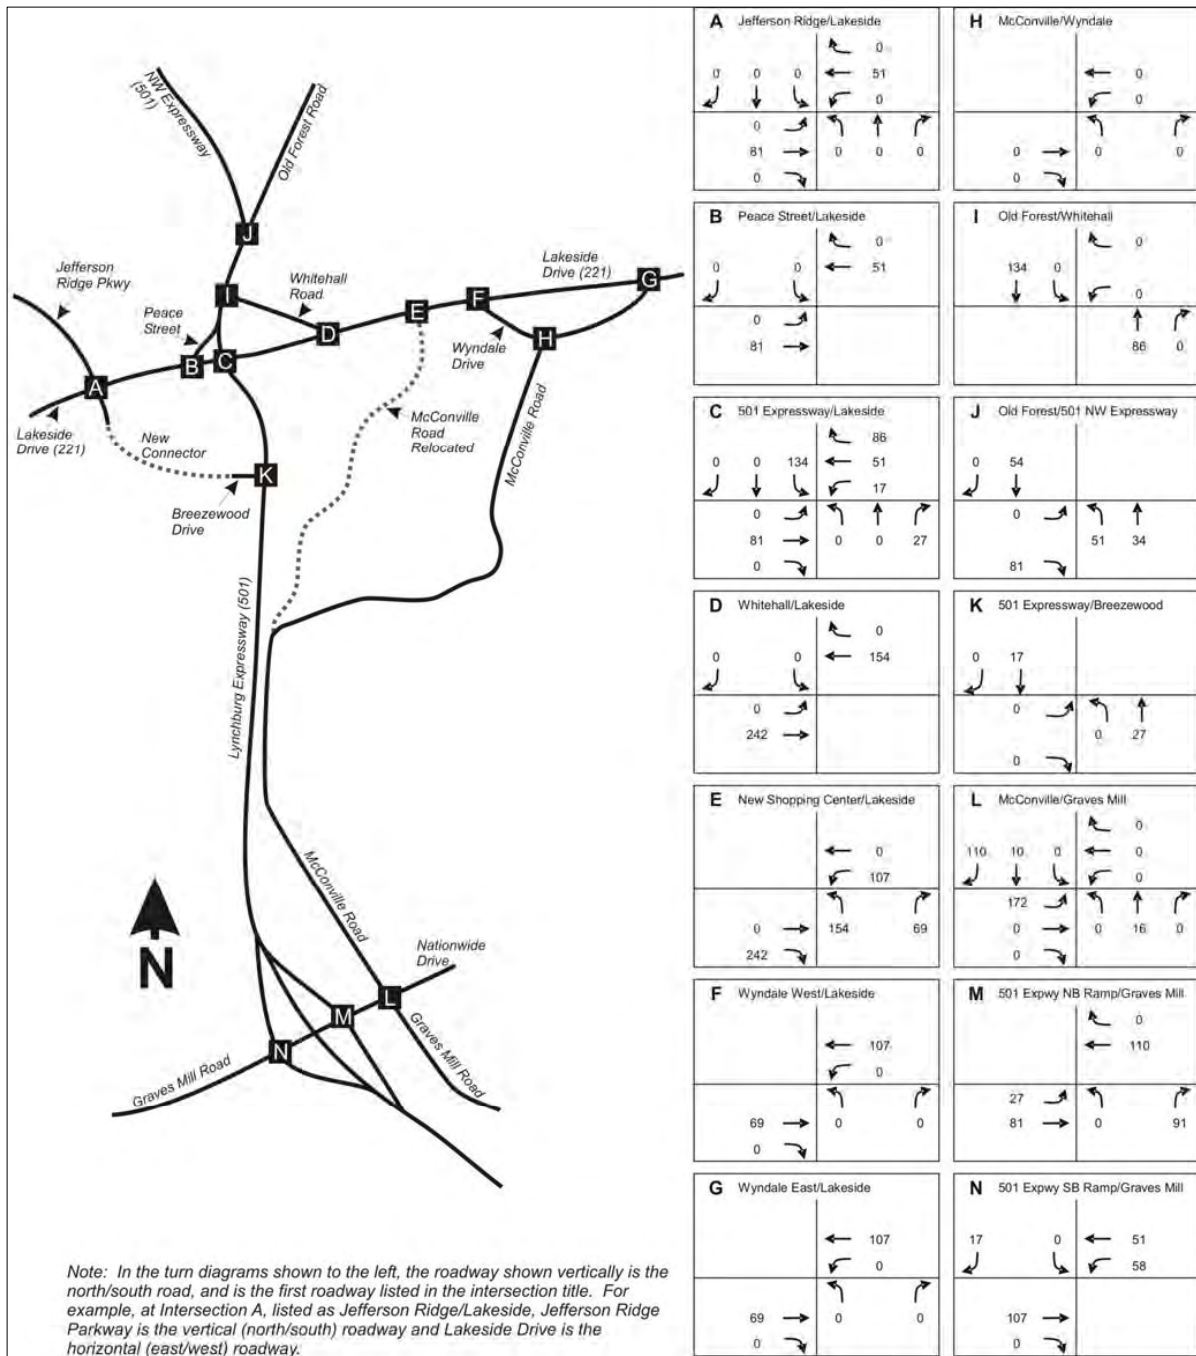 NW Expressway
(501)
Old Forest Road
J
Jefferson
Ridge Pkwy
Peace
Street
I
Whitehall
Road
Lakeside
Drive (221)
G
E
F
D
Wyndale
Drive
H
B
C
A
Lakeside
Drive (221)
New
Connector
K
Breezewood
Drive
McConville
Road
Relocated
McConville Road
Lynchburg Expressway (501)
McConville Road
N
Nationwide
Drive
L
M
N
Graves Mill Road
Graves Mill Road
Note: In the turn diagrams shown to the left, the roadway shown vertically is the
north/south road, and is the first roadway listed in the intersection title. For
example, at Intersection A, listed as Jefferson Ridge/Lakeside, Jefferson Ridge
Parkway is the vertical (north/south) roadway and Lakeside Drive is the
horizontal (east/west) roadway.
A Jefferson Ridge/Lakeside
0
0 0 0 51
0
0
81 0 0 0
0
B Peace Street/Lakeside
0
0 0 51
0
81
C 501 Expressway/Lakeside
86
0 0 134 51
17
0
81 0 0 27
0
D Whitehall/Lakeside
0
0 0 154
0
242
E New Shopping Center/Lakeside
0
107
0 154 69
242
F Wyndale West/Lakeside
107
0
69 0 0
0
G Wyndale East/Lakeside
107
0
69 0 0
0
H McConville/Wyndale
0
0
0 0 0
0
I Old Forest/Whitehall
0
134 0
0
86 0
J Old Forest/501 NW Expressway
0 54
0
51 34
81
K 501 Expressway/Breezewood
0 17
0
0 27
0
L McConville/Graves Mill
0
110 10 0 0
0
172
0 0 16 0
0
M 501 Expwy NB Ramp/Graves Mill
0
110
27
81 0 91
N 501 Expwy SB Ramp/Graves Mill
17 0 51
58
107
0